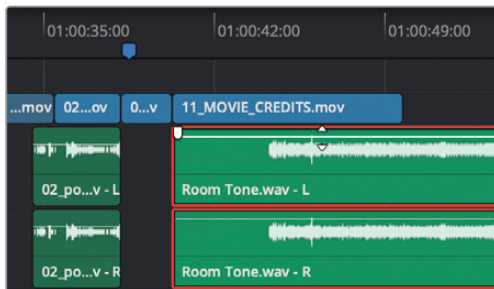 01:00:35:00 01:00:42:00 01:00:49:00
...mov 02...ov 0...v 11_MOVIE_CREDITS.mov
02_po...v - L Room Tone.wav - L
02_po...v - R Room Tone.wav - R